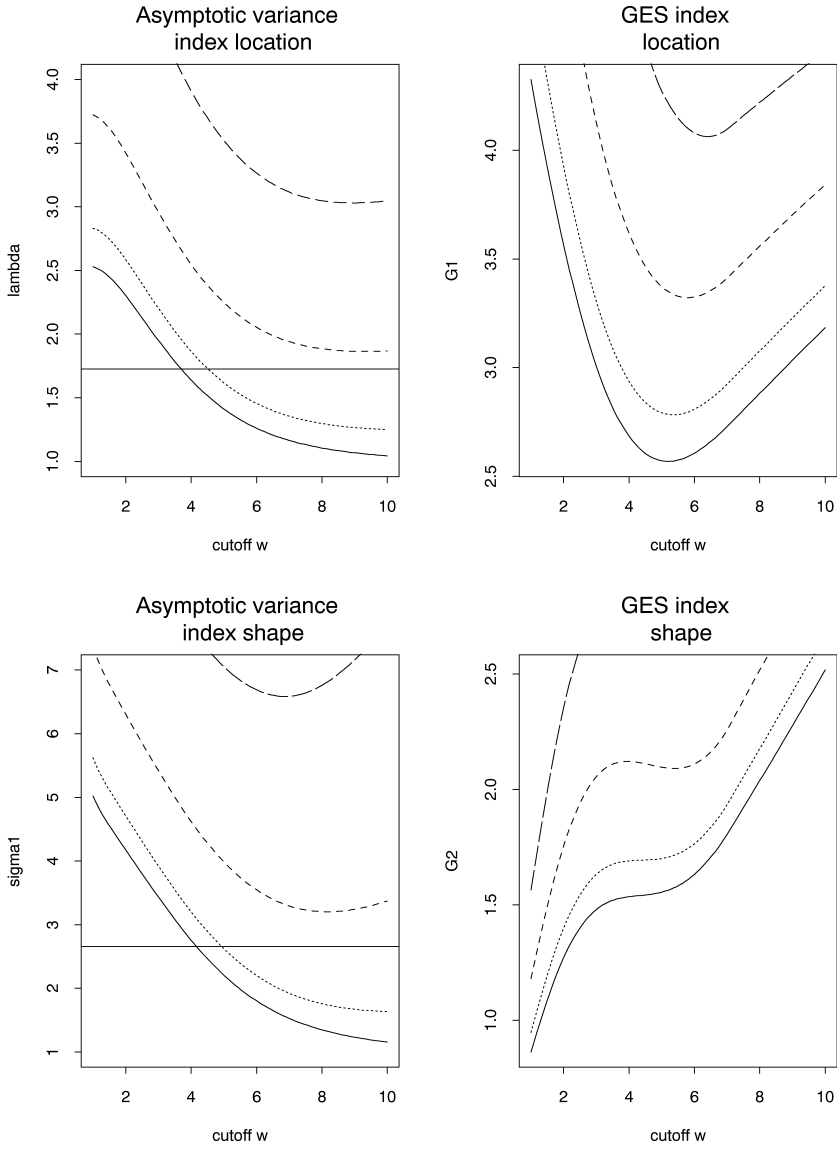 Asymptotic variance
index location
lambda
4.0
3.5
3.0
2.5
2.0
1.5
1.0
2 4 6 8 10
cutoff w
GES index
location
G1
4.0
3.5
3.0
2.5
2 4 6 8 10
cutoff w
Asymptotic variance
index shape
sigma1
7
6
5
4
3
2
1
2 4 6 8 10
cutoff w
GES index
shape
G2
2.5
2.0
1.5
1.0
2 4 6 8 10
cutoff w